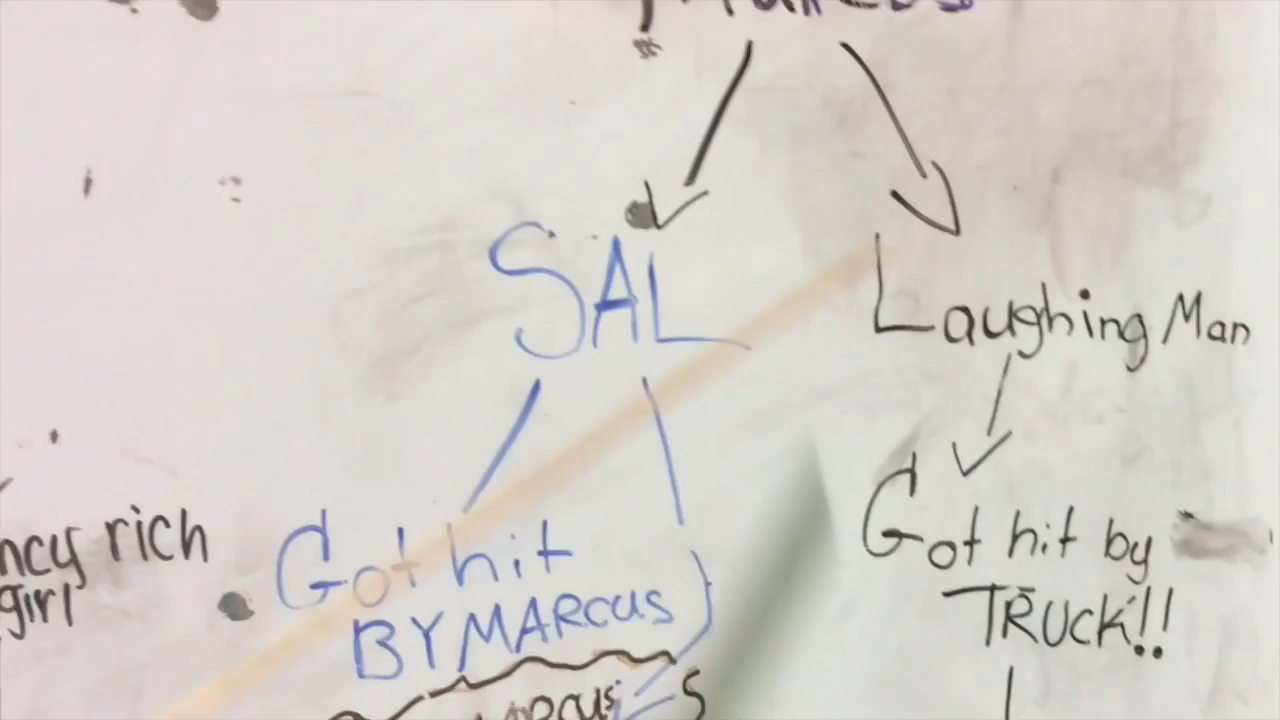 SAL
Laughing Man
ncy rich
girl
Got hit
BY MARCUS
Got hit by
TRUCK!!